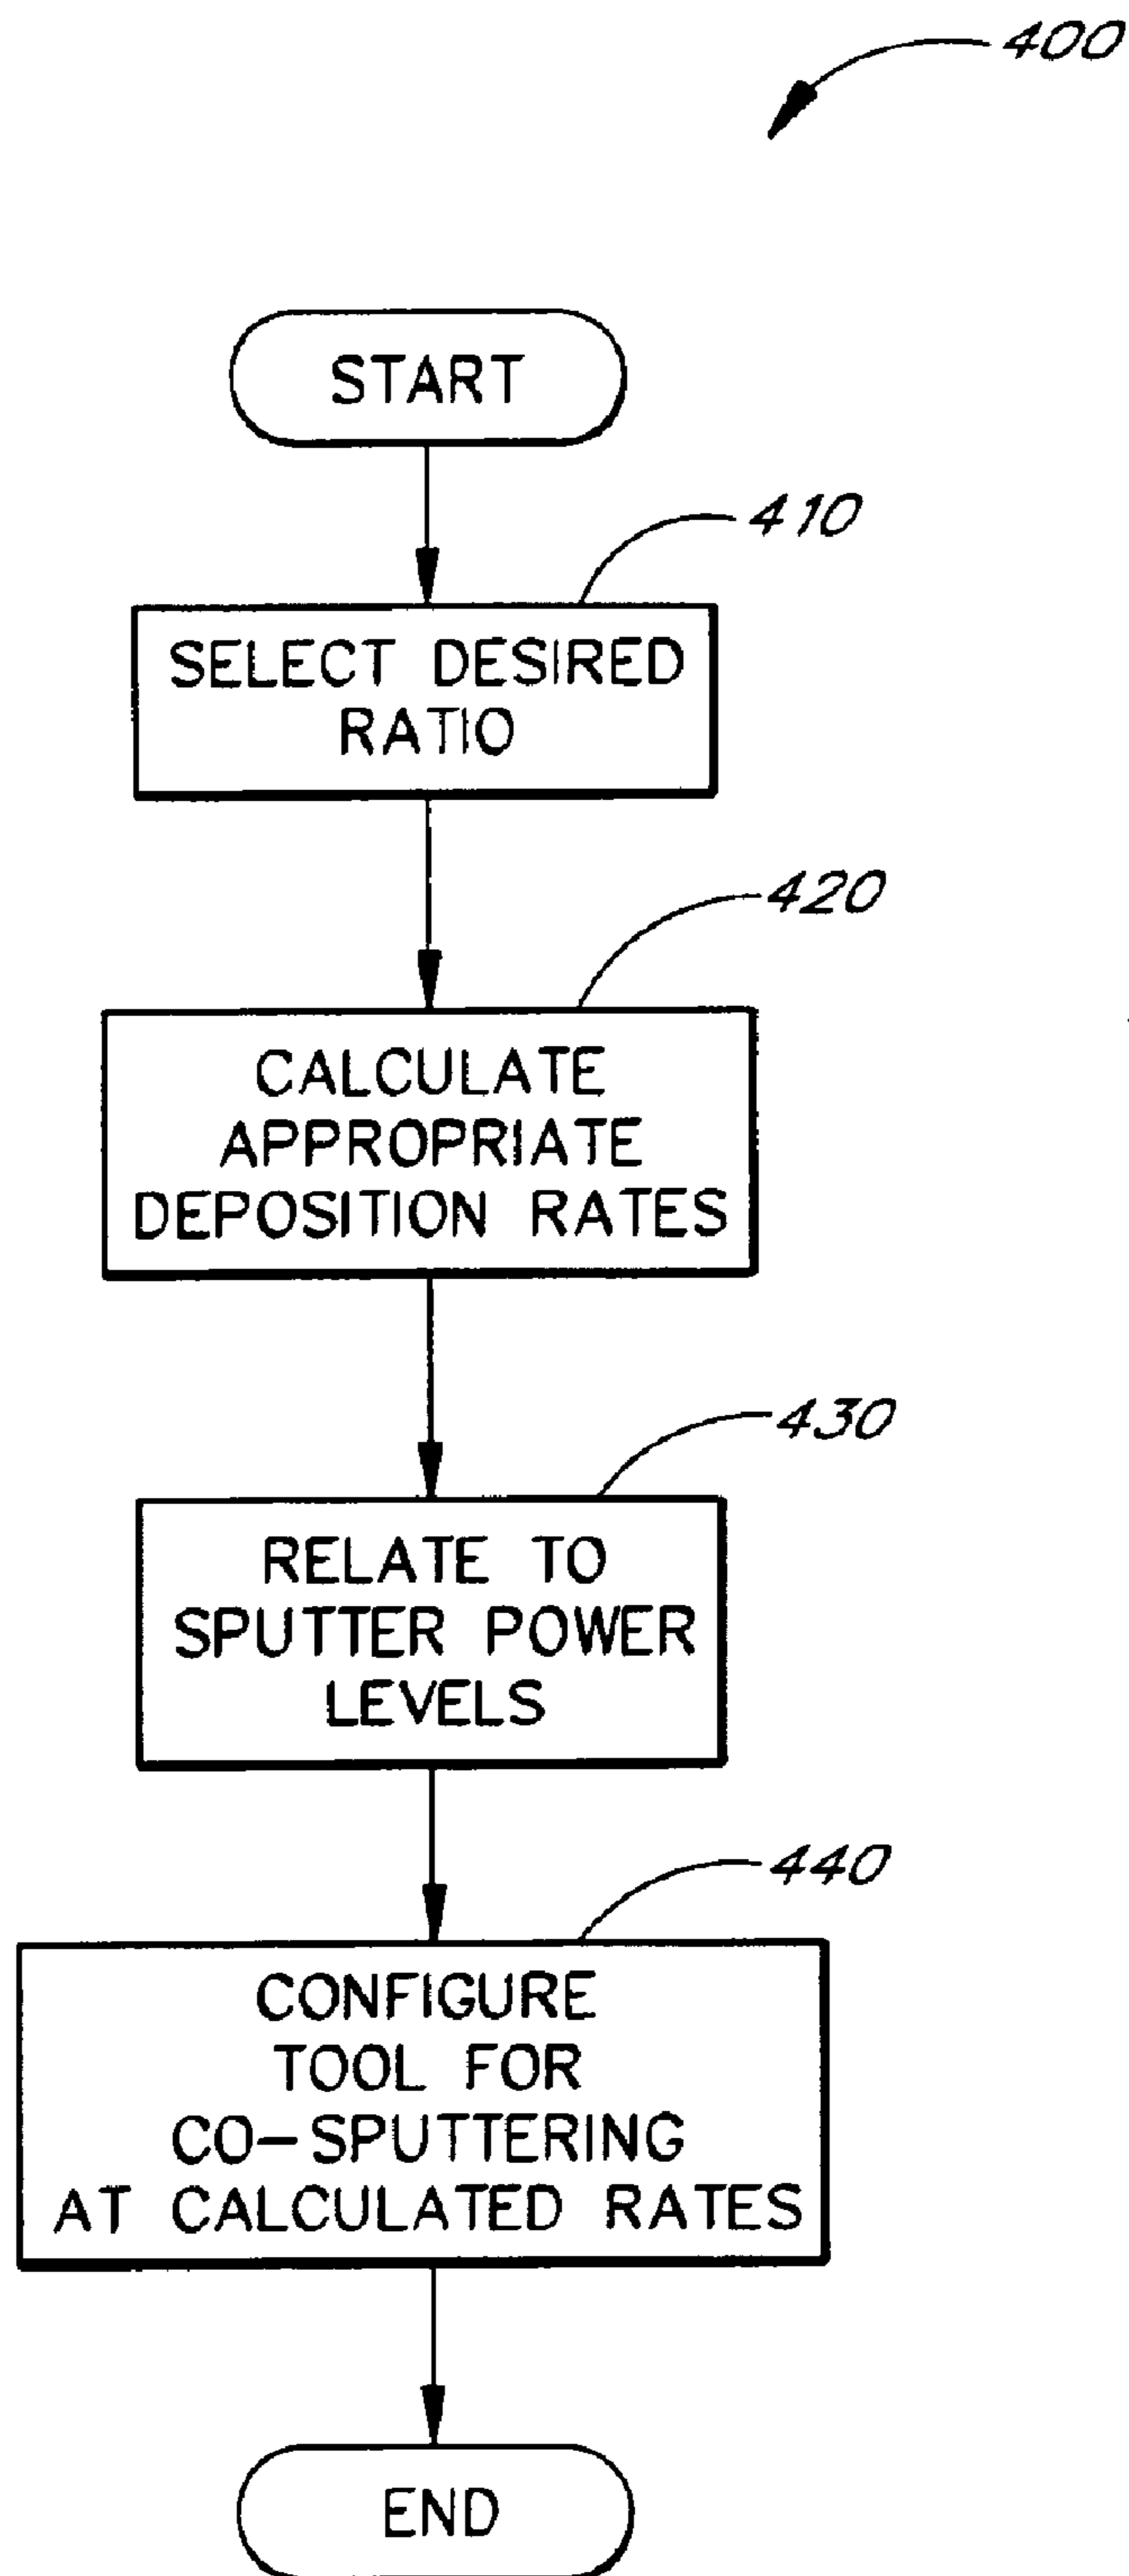 400
START
410
SELECT DESIRED
RATIO
420
CALCULATE
APPROPRIATE
DEPOSITION RATES
430
RELATE TO
SPUTTER POWER
LEVELS
440
CONFIGURE
TOOL FOR
CO-SPUTTERING
AT CALCULATED RATES
END